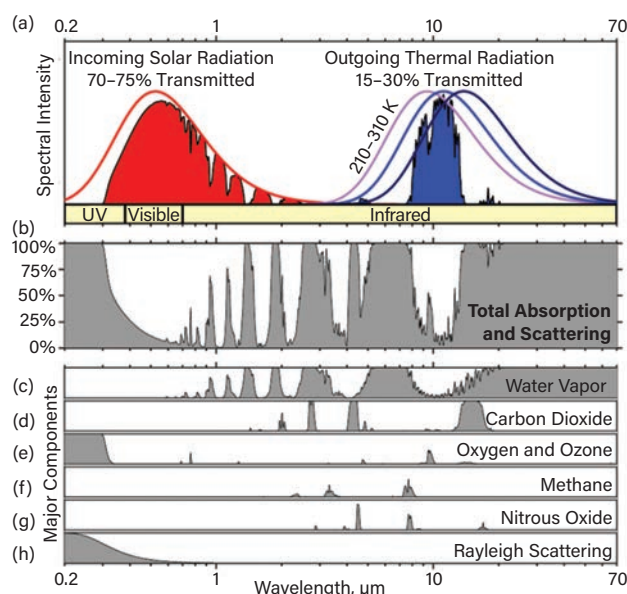 (a)
0.2 1 10 70
Incoming Solar Radiation
70–75% Transmitted
Outgoing Thermal Radiation
15–30% Transmitted
Spectral Intensity
210–310 K
UV Visible Infrared
(b)
100%
75%
50%
25%
0%
Total Absorption
and Scattering
Major Components
(c) Water Vapor
(d) Carbon Dioxide
(e) Oxygen and Ozone
(f) Methane
(g) Nitrous Oxide
(h) Rayleigh Scattering
0.2 1 10 70
Wavelength, µm